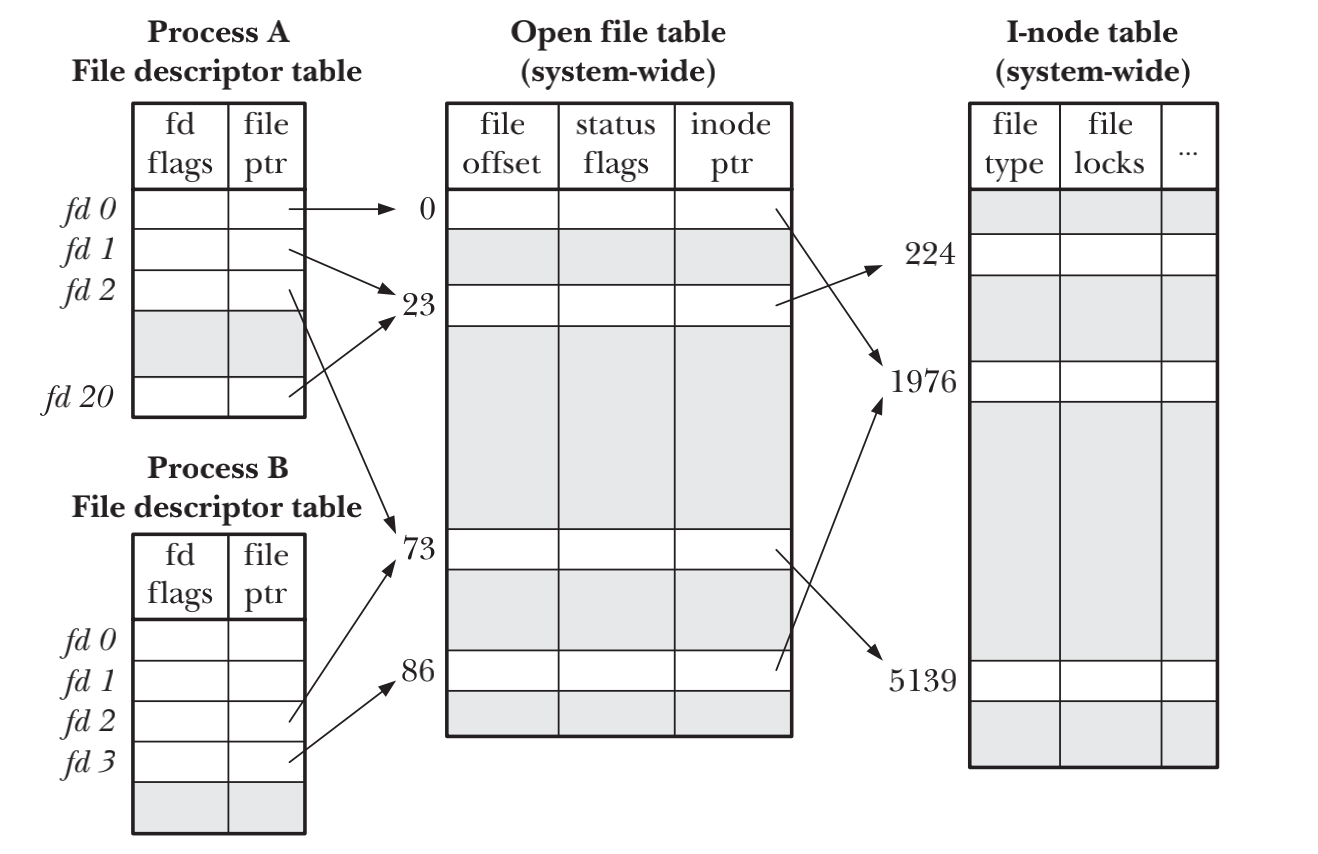 Process A
File descriptor table
fd
flags
file
ptr
fd 0
fd 1
fd 2
fd 20
Process B
File descriptor table
fd
flags
file
ptr
fd 0
fd 1
fd 2
fd 3
Open file table
(system-wide)
file
offset
status
flags
inode
ptr
0
23
73
86
I-node table
(system-wide)
file
type
file
locks
...
224
1976
5139